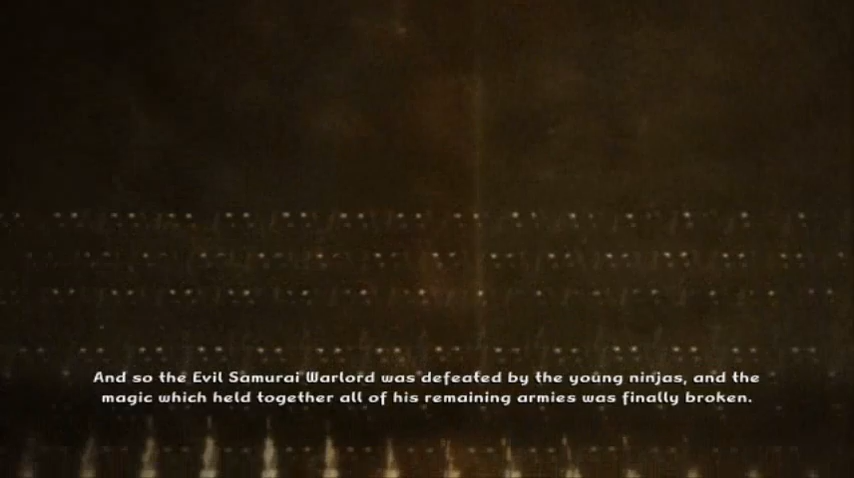 And so the Evil Samurai Warlord was defeated by the young ninjas, and the
magic which held together all of his remaining armies was finally broken.